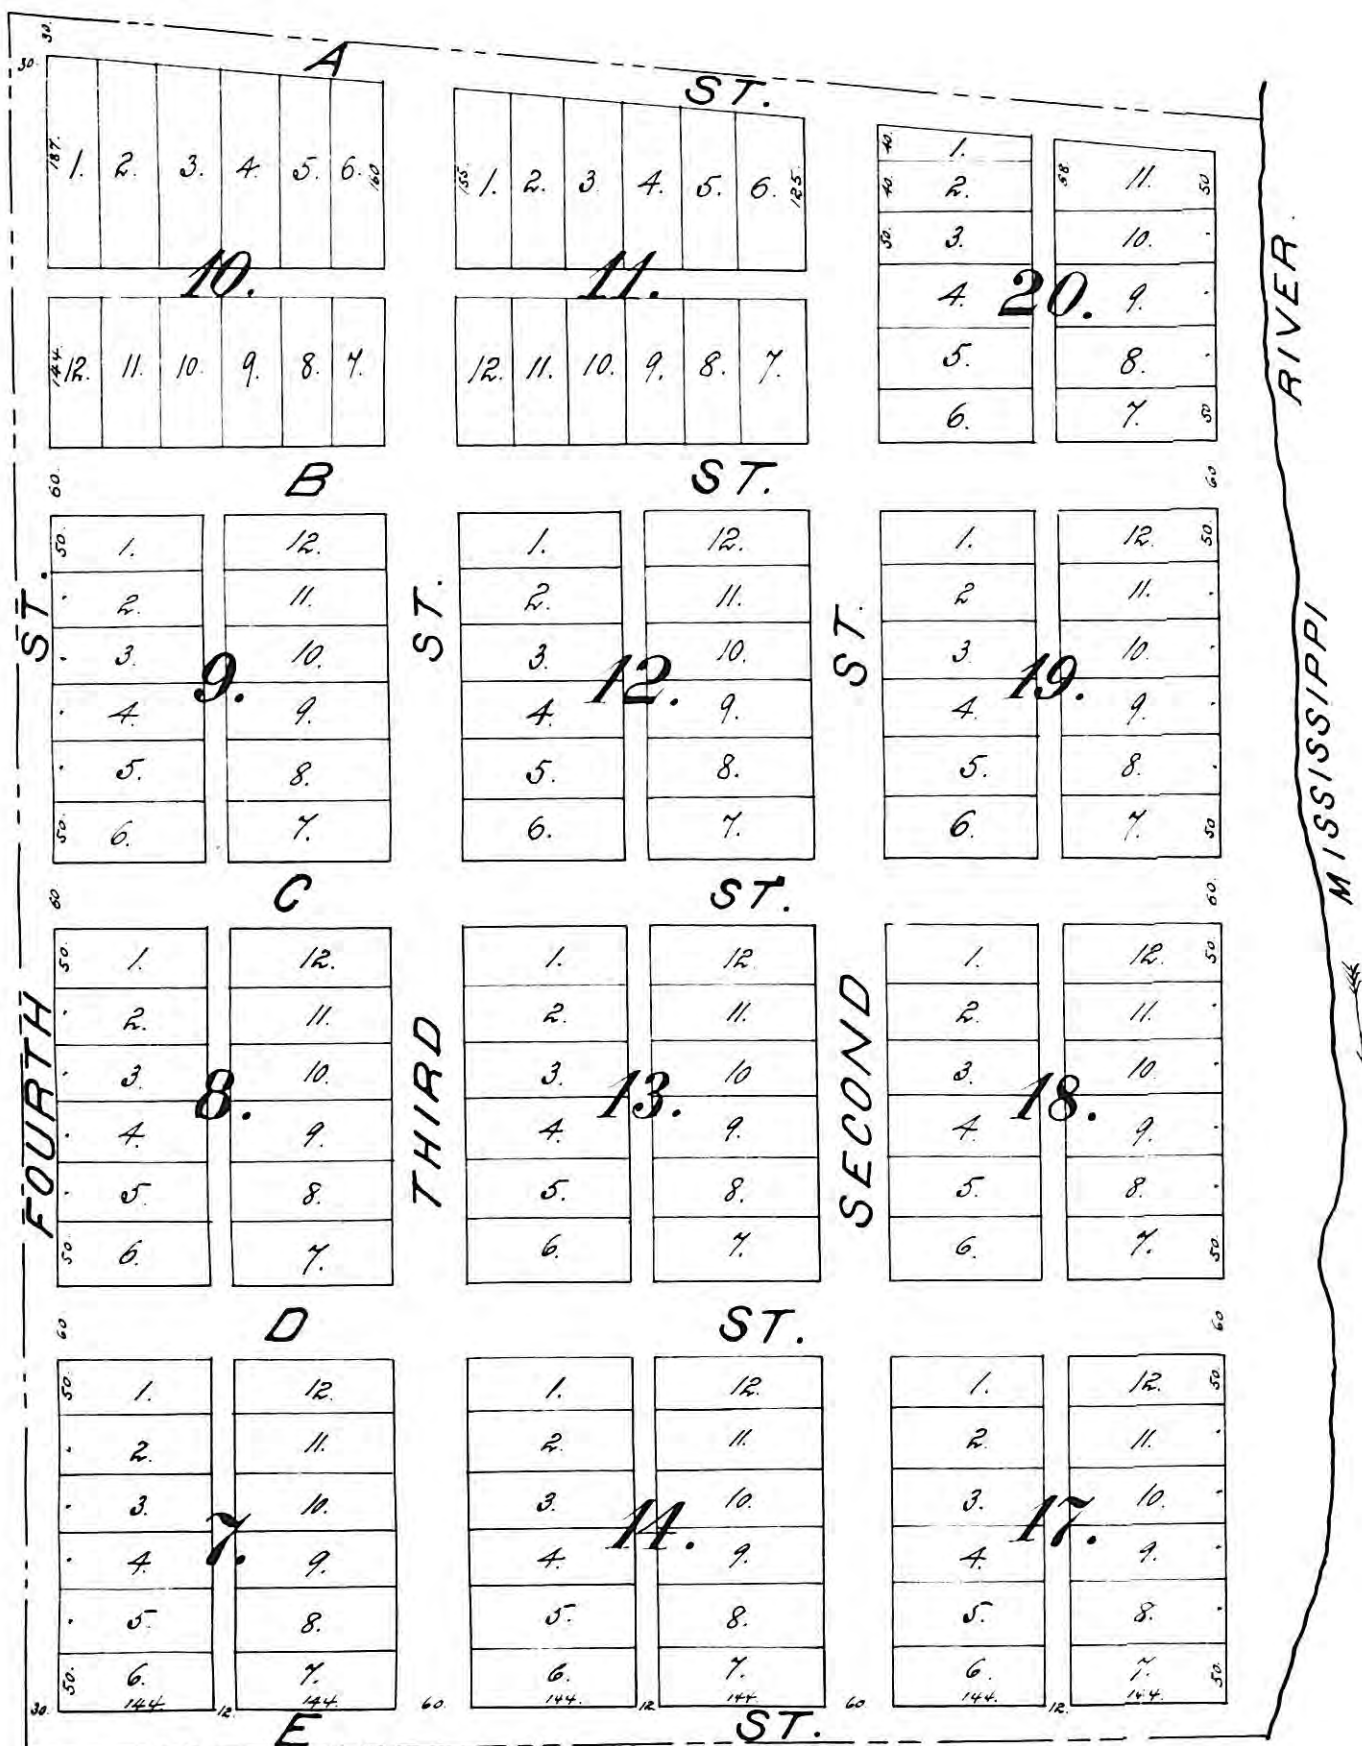 30.
30.
A ST.
187. 1. 2. 3. 4. 5. 6. 160
10.
144. 12. 11. 10. 9. 8. 7.
155. 1. 2. 3. 4. 5. 6. 125.
11.
12. 11. 10. 9. 8. 7.
40. 1.
40. 2.
50. 3.
4.
5.
6.
20.
58 11. 50
10.
9.
8.
7. 50
60. B ST. 60
50. 1. 12.
2. 11.
3. 10.
9.
4. 9.
5. 8.
50. 6. 7.
1. 12.
2. 11.
3. 10.
12.
4. 9.
5. 8.
6. 7.
1. 12. 50.
2 11.
3 10.
19.
4. 9.
5. 8.
6. 7. 50
60 C ST. 60.
50. 1. 12.
2. 11.
3. 10.
8.
4. 9.
5. 8.
50. 6. 7.
1. 12.
2. 11.
3. 10
13.
4. 9.
5. 8.
6. 7.
1. 12. 50.
2. 11.
3. 10.
18.
4. 9.
5. 8.
6. 7. 50.
60 D ST. 60
50. 1. 12.
2. 11.
3. 10.
7.
4. 9.
5. 8.
50. 6. 7.
30. 144. 12. 144. 60.
1. 12.
2. 11.
3. 10.
14.
4. 9.
5. 8.
6. 7.
144. 12 144. 60
1. 12. 50.
2. 11.
3. 10.
17.
4. 9.
5. 8.
6. 7. 50.
144. 12. 144.
E ST.
FOURTH ST.
THIRD ST.
SECOND ST.
MISSISSIPPI RIVER.